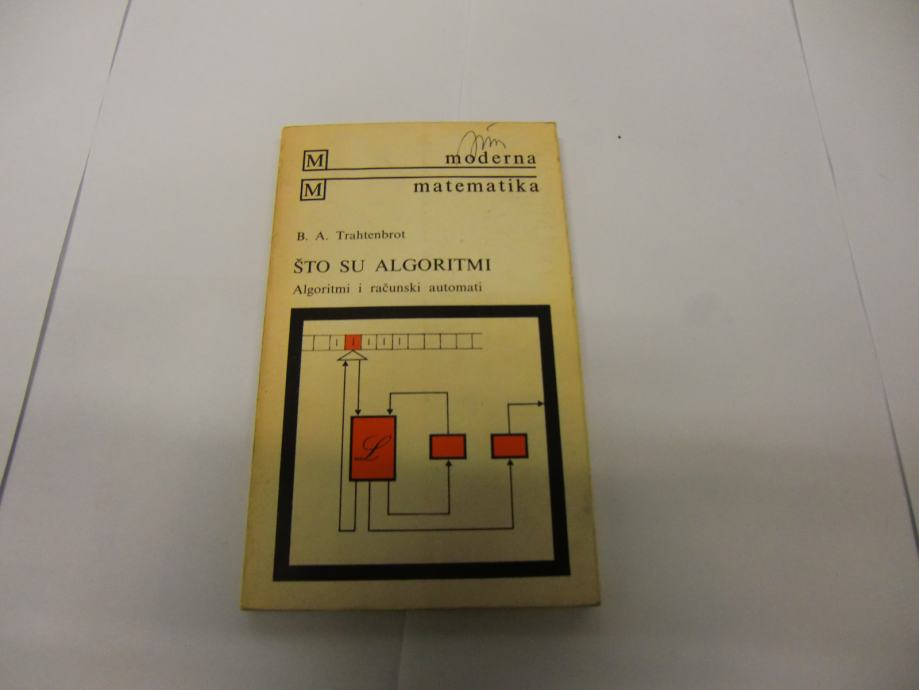 M moderna
M matematika
B. A. Trahtenbrot
ŠTO SU ALGORITMI
Algoritmi i računski automati
ℒ